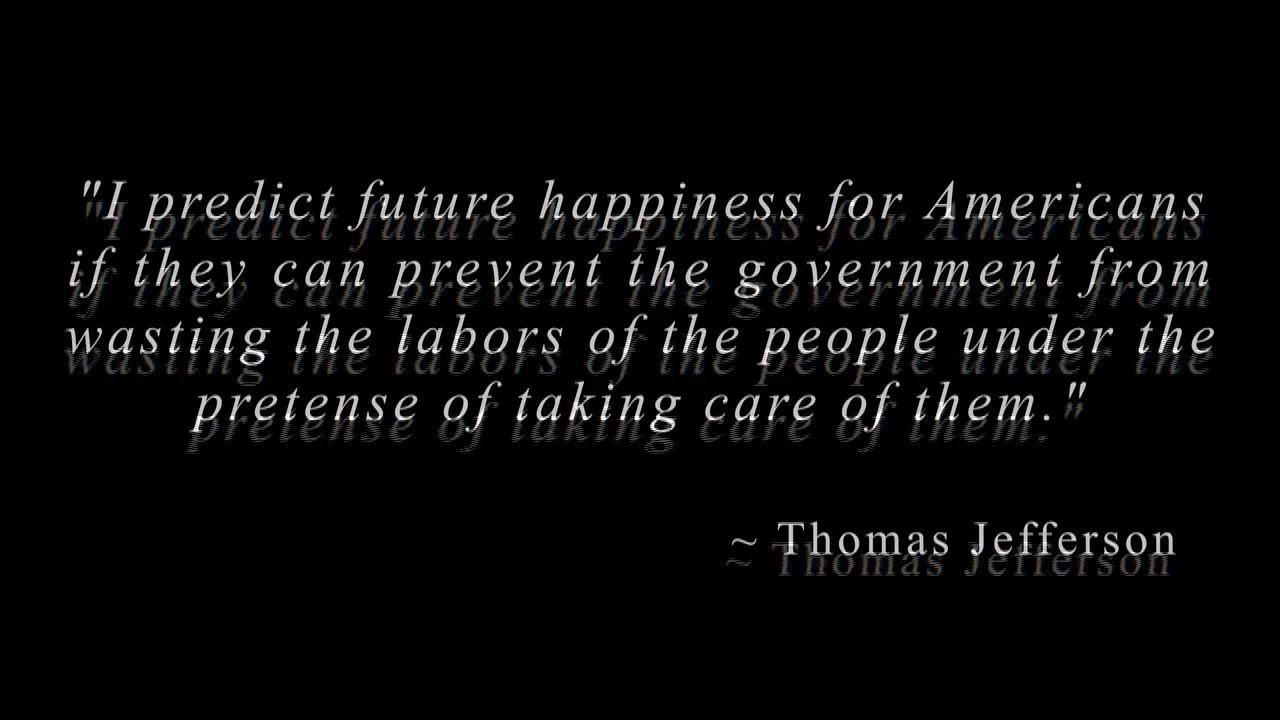 "I predict future happiness for Americans
if they can prevent the government from
wasting the labors of the people under the
pretense of taking care of them."
~ Thomas Jefferson